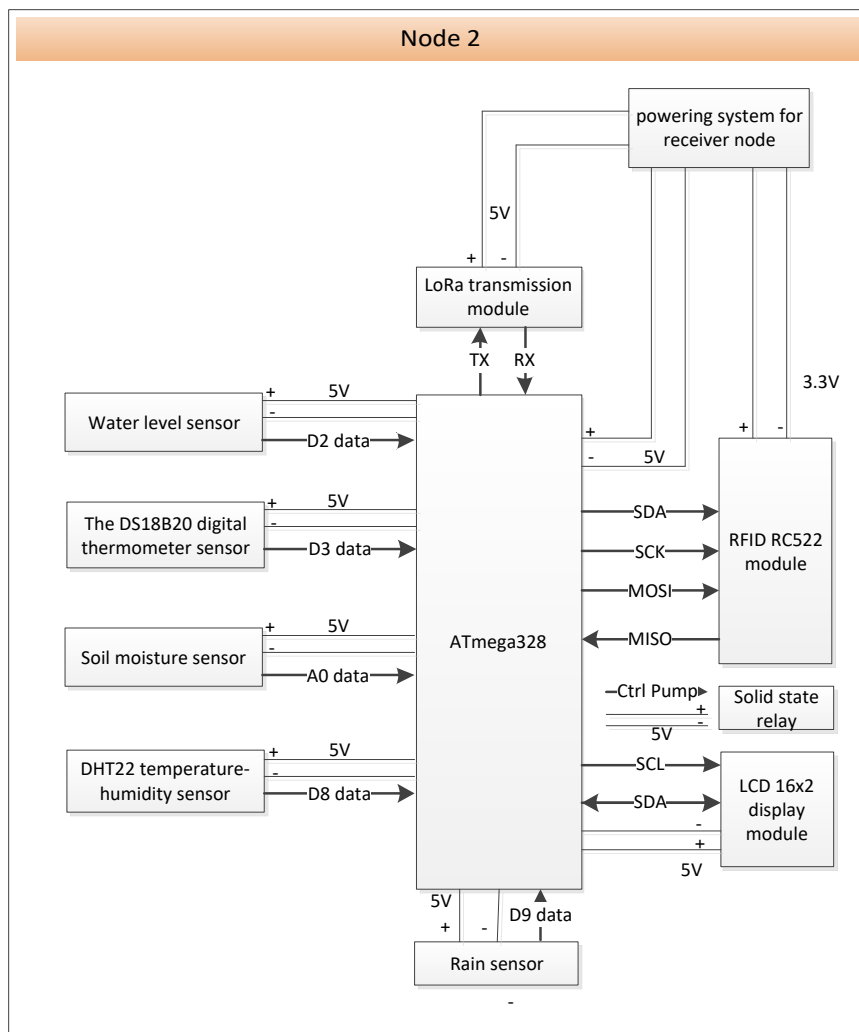 Node 2
powering system for
receiver node
5V
+ -
LoRa transmission
module
TX RX
3.3V
+ -
Water level sensor
+ 5V
-
D2 data
+
- 5V
The DS18B20 digital
thermometer sensor
+ 5V
-
D3 data
SDA
SCK
MOSI
MISO
RFID RC522
module
ATmega328
Soil moisture sensor
+ 5V
-
A0 data
Ctrl Pump
+
-
5V
Solid state
relay
DHT22 temperature-
humidity sensor
+ 5V
-
D8 data
SCL
SDA
-
+
5V
LCD 16x2
display
module
5V
+ -
D9 data
Rain sensor
-